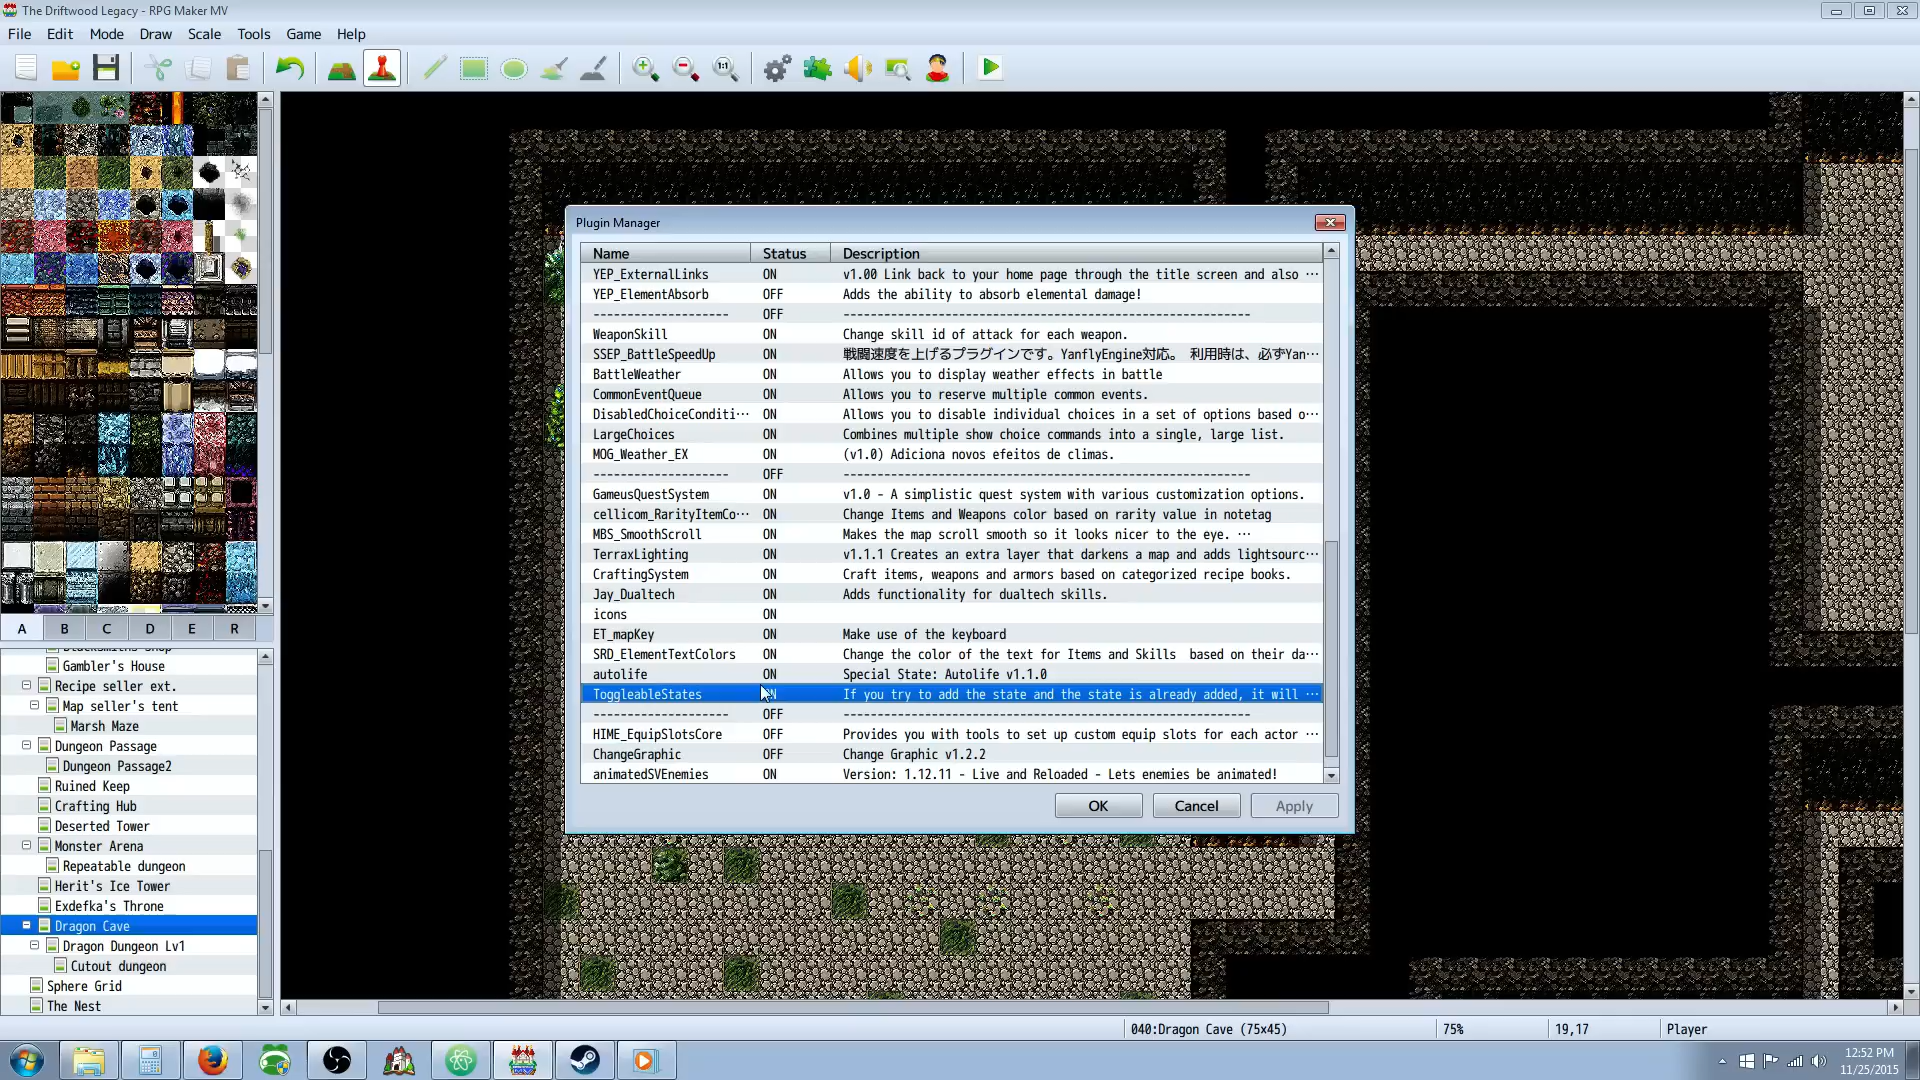 The Driftwood Legacy - RPG Maker MV
File Edit Mode Draw Scale Tools Game Help
1:1
Plugin Manager
Name Status Description
YEP_ExternalLinks ON v1.00 Link back to your home page through the title screen and also ···
YEP_ElementAbsorb OFF Adds the ability to absorb elemental damage!
-------------------- OFF ------------------------------------------------------------
WeaponSkill ON Change skill id of attack for each weapon.
SSEP_BattleSpeedUp ON 戦闘速度を上げるプラグインです。YanflyEngine対応。 利用時は、必ずYan···
BattleWeather ON Allows you to display weather effects in battle
CommonEventQueue ON Allows you to reserve multiple common events.
DisabledChoiceConditi··· ON Allows you to disable individual choices in a set of options based o···
LargeChoices ON Combines multiple show choice commands into a single, large list.
MOG_Weather_EX ON (v1.0) Adiciona novos efeitos de climas.
-------------------- OFF ------------------------------------------------------------
GameusQuestSystem ON v1.0 - A simplistic quest system with various customization options.
cellicom_RarityItemCo··· ON Change Items and Weapons color based on rarity value in notetag
MBS_SmoothScroll ON Makes the map scroll smooth so it looks nicer to the eye. ···
TerraxLighting ON v1.1.1 Creates an extra layer that darkens a map and adds lightsourc···
CraftingSystem ON Craft items, weapons and armors based on categorized recipe books.
Jay_Dualtech ON Adds functionality for dualtech skills.
icons ON
ET_mapKey ON Make use of the keyboard
SRD_ElementTextColors ON Change the color of the text for Items and Skills based on their da···
autolife ON Special State: Autolife v1.1.0
ToggleableStates If you try to add the state and the state is already added, it will ···
-------------------- OFF ------------------------------------------------------------
HIME_EquipSlotsCore OFF Provides you with tools to set up custom equip slots for each actor ···
ChangeGraphic OFF Change Graphic v1.2.2
animatedSVEnemies ON Version: 1.12.11 - Live and Reloaded - Lets enemies be animated!
OK Cancel Apply
A B C D E R
Gambler's House
Recipe seller ext.
Map seller's tent
Marsh Maze
Dungeon Passage
Dungeon Passage2
Ruined Keep
Crafting Hub
Deserted Tower
Monster Arena
Repeatable dungeon
Herit's Ice Tower
Exdefka's Throne
Dragon Cave
Dragon Dungeon Lv1
Cutout dungeon
Sphere Grid
The Nest
040:Dragon Cave (75x45) 75% 19,17 Player
12:52 PM
11/25/2015